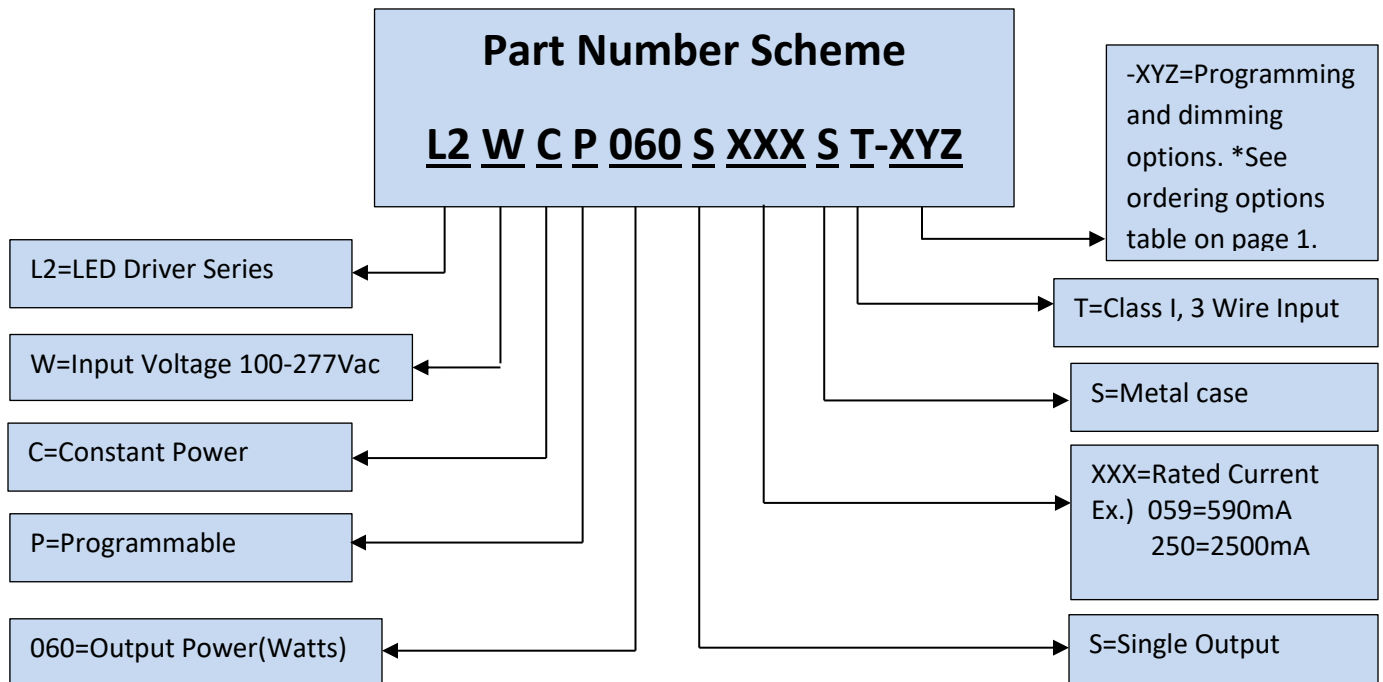 Part Number Scheme
L2 W C P 060 S XXX S T-XYZ
L2=LED Driver Series
W=Input Voltage 100-277Vac
C=Constant Power
P=Programmable
060=Output Power(Watts)
-XYZ=Programming
and dimming
options. *See
ordering options
table on page 1.
T=Class I, 3 Wire Input
S=Metal case
XXX=Rated Current
Ex.) 059=590mA
250=2500mA
S=Single Output